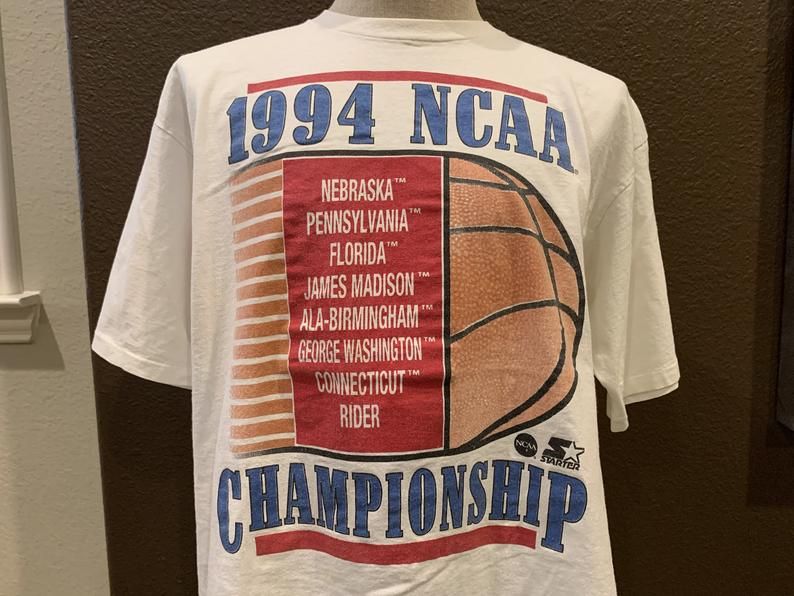 1994 NCAA
NEBRASKA™
PENNSYLVANIA™
FLORIDA™
JAMES MADISON™
ALA-BIRMINGHAM™
GEORGE WASHINGTON™
CONNECTICUT™
RIDER
NCAA
STARTER
CHAMPIONSHIP